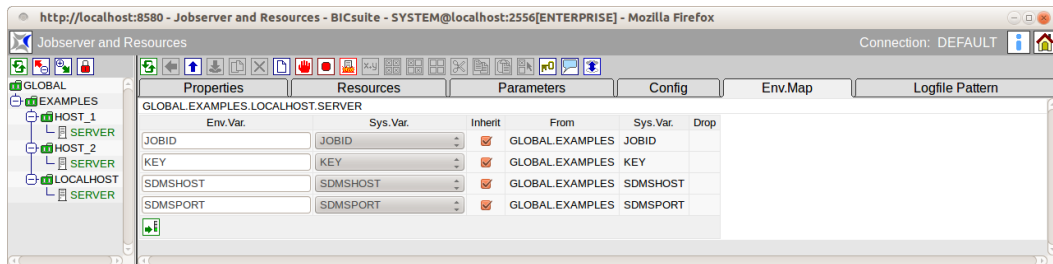 http://localhost:8580 - Jobserver and Resources - BICsuite - SYSTEM@localhost:2556[ENTERPRISE] - Mozilla Firefox
Jobserver and Resources
Connection: DEFAULT
GLOBAL
EXAMPLES
HOST_1
SERVER
HOST_2
SERVER
LOCALHOST
SERVER
x.y
Properties Resources Parameters Config Env.Map Logfile Pattern
GLOBAL.EXAMPLES.LOCALHOST.SERVER
Env.Var. Sys.Var. Inherit From Sys.Var. Drop
JOBID JOBID GLOBAL.EXAMPLES JOBID
KEY KEY GLOBAL.EXAMPLES KEY
SDMSHOST SDMSHOST GLOBAL.EXAMPLES SDMSHOST
SDMSPORT SDMSPORT GLOBAL.EXAMPLES SDMSPORT